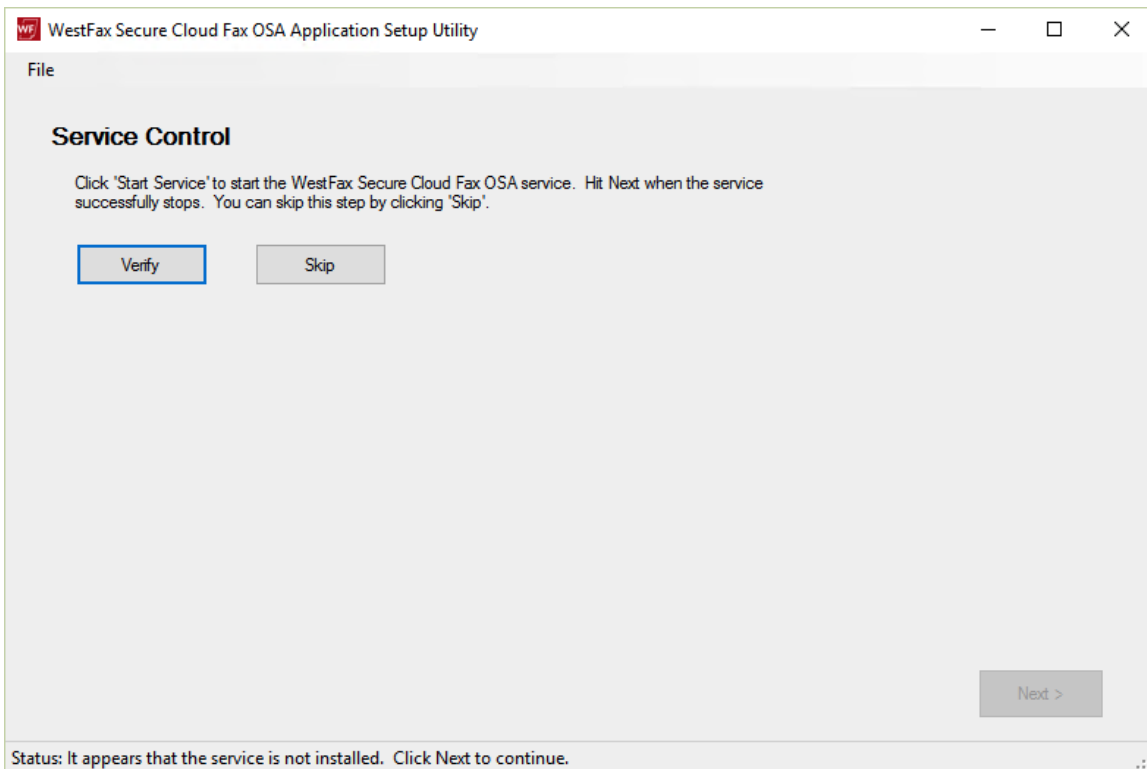 WF WestFax Secure Cloud Fax OSA Application Setup Utility
File
Service Control
Click 'Start Service' to start the WestFax Secure Cloud Fax OSA service. Hit Next when the service
successfully stops. You can skip this step by clicking 'Skip'.
Verify Skip
Next >
Status: It appears that the service is not installed. Click Next to continue.